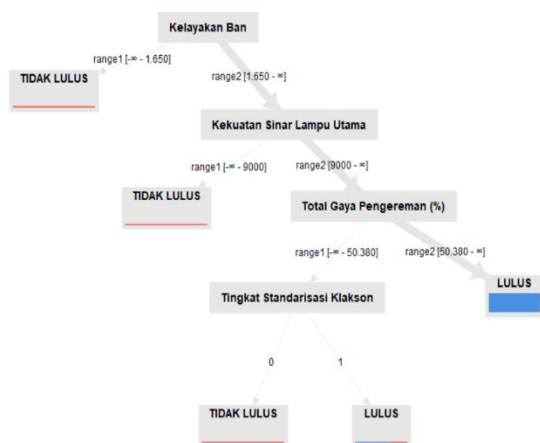 Kelayakan Ban
range1 [-∞ - 1.650]
range2 [1.650 - ∞]
TIDAK LULUS
Kekuatan Sinar Lampu Utama
range1 [-∞ - 9000]
range2 [9000 - ∞]
TIDAK LULUS
Total Gaya Pengereman (%)
range1 [-∞ - 50.380]
range2 [50.380 - ∞]
Tingkat Standarisasi Klakson
LULUS
0
1
TIDAK LULUS
LULUS